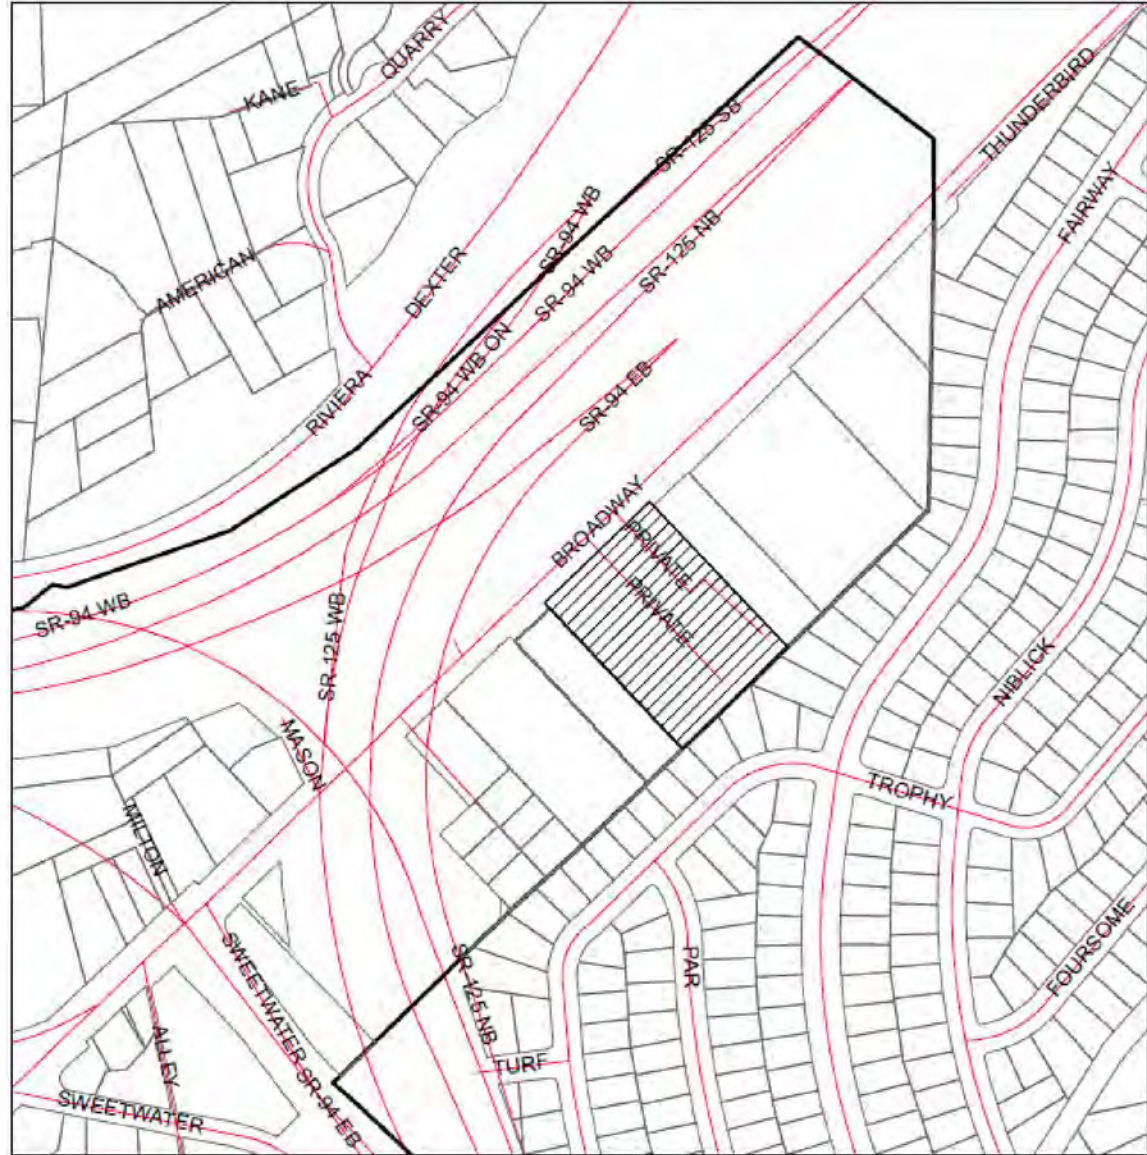 QUARRY
KANE
THUNDERBIRD
SR-125 SB
FAIRWAY
SR-94 WB
AMERICAN
DEXTER
SR-94 WB
SR-125 NB
SR-94 WB ON
SR-94 EB
RIVIERA
BROADWAY
PRIVATE
PRIVATE
SR-94 WB
SR-125 WB
NIBLICK
MASON
TROPHY
MILTON
FOURSOME
SWEETWATER
SR-125 NB
PAR
ALLEY
TURF
SR-94 EB
SWEETWATER